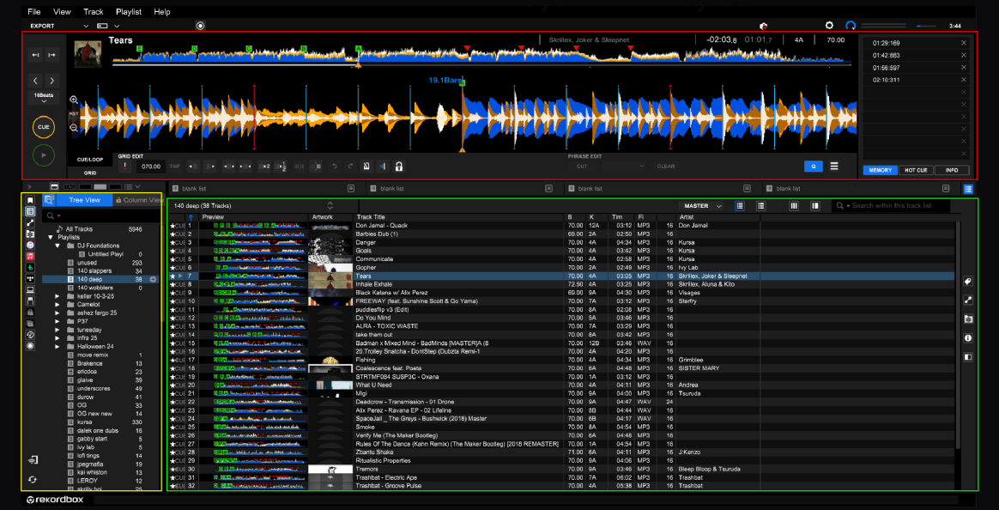 File View Track Playlist Help
EXPORT
3:44
Tears
Skrillex, Joker & Sleepnet
-02:03.8 01:01.7 4A 70.00
16Beats
CUE
HOT
19.1Bars
01:29:169
01:42:883
01:56:597
02:10:311
CUE/LOOP
GRID
GRID EDIT
070.00 TAP
PHRASE EDIT
CUT CLEAR
Q
MEMORY HOT CUE INFO
blank list
blank list
blank list
blank list
Tree View Column View
All Tracks 5946
Playlists
DJ Foundations
Untitled Playl 0
unused 293
140 slappers 34
140 deep 38
140 wobblers 0
keller 10-3-25
Camelot
ashez fargo 25
P37
tunesday
infra 25
Halloween 24
move remix 1
Brakence 13
ericdoa 23
glaive 39
underscores 49
durow 41
OG 33
OG new new 14
kursa 330
dalek one dubs 16
gabby start 5
ivy lab 5
lofi tings 14
jpegmafia 19
kai whiston 13
LEROY 12
skrilly boi 25
140 deep (38 Tracks)
MASTER
Search within this track list
Preview Artwork Track Title B K Tim Fi Artist
CUE 1 Don Jamal - Quack 70.00 12A 03:12 MP3 16 Don Jamal
CUE 2 Barbies Dub (1) 69.00 2A 02:50 MP3 16
CUE 3 Danger 70.00 4A 04:34 MP3 16 Kursa
CUE 4 Goals 70.00 4A 03:42 MP3 16 Kursa
CUE 5 Communicate 70.00 4A 02:58 MP3 16 Kursa
CUE 6 Gopher 70.00 2A 02:49 MP3 16 Ivy Lab
7 Tears 70.00 4A 03:05 MP3 16 Skrillex, Joker & Sleepnet
CUE 8 Inhale Exhale 72.50 4A 03:25 MP3 16 Skrillex, Aluna & Kito
CUE 9 Black Katana w/ Alix Perez 69.00 9A 04:30 MP3 16 Visages
CUE 10 FREEWAY (feat. Sunshine Scott & Go Yama) 70.00 7A 03:12 MP3 16 Sterfry
CUE 11 puddlesflip v3 (Edit) 70.00 8A 02:08 MP3 16
CUE 12 Do You Mind 70.00 5A 03:46 MP3 16
CUE 13 ALRA - TOXIC WASTE 70.00 7A 03:29 MP3 16
CUE 14 take them out 70.00 8A 03:42 MP3 16
CUE 15 Badman x Mixed Mind - BadMinds [MASTER]A (8 70.00 12B 03:46 WAV 16
CUE 16 20.Trolley Snatcha - DontStep (Dubzta Remi-1 70.00 4A 04:20 MP3 16
CUE 17 Fishing 70.00 4A 04:34 MP3 16 Grimblee
CUE 18 Coalescence feat. Poeta 70.00 6A 04:48 MP3 16 SISTER MARY
CUE 19 STRTMF084 SUSP3C - Oxana 70.00 1A 03:12 MP3 16
CUE 20 What U Need 70.00 4A 04:11 MP3 16 Andrea
CUE 21 Migi 70.00 9A 04:00 MP3 16 Tsuruda
CUE 22 Deadcrow - Transmission - 01 Drone 70.00 9A 04:47 WAV 24
CUE 23 Alix Perez - Ravana EP - 02 Lifeline 70.00 8B 04:44 WAV 16
CUE 24 SpaceJall _ The Greys - Bushwick (2018) Master 70.00 6B 04:17 WAV 16
CUE 25 Smoke 70.00 8A 04:54 MP3 16
CUE 26 Verify Me (The Maker Bootleg) 70.00 6A 04:48 MP3 16
CUE 27 Rules Of The Dance (Kahn Remix) (The Maker Bootleg) [2018 REMASTER] 70.00 1A 04:54 MP3 16
CUE 28 Zbantu Shake 71.00 6A 04:11 MP3 16 J:Kenzo
CUE 29 Ritualistic Properties 70.00 9A 04:06 MP3 16
CUE 30 Tremors 70.00 9A 03:46 MP3 16 Bleep Bloop & Tsuruda
CUE 31 Trashbat - Electric Ape 70.00 7A 06:02 MP3 16 Trashbat
CUE 32 Trashbat - Groove Pulse 70.00 4A 05:38 MP3 16 Trashbat
rekordbox